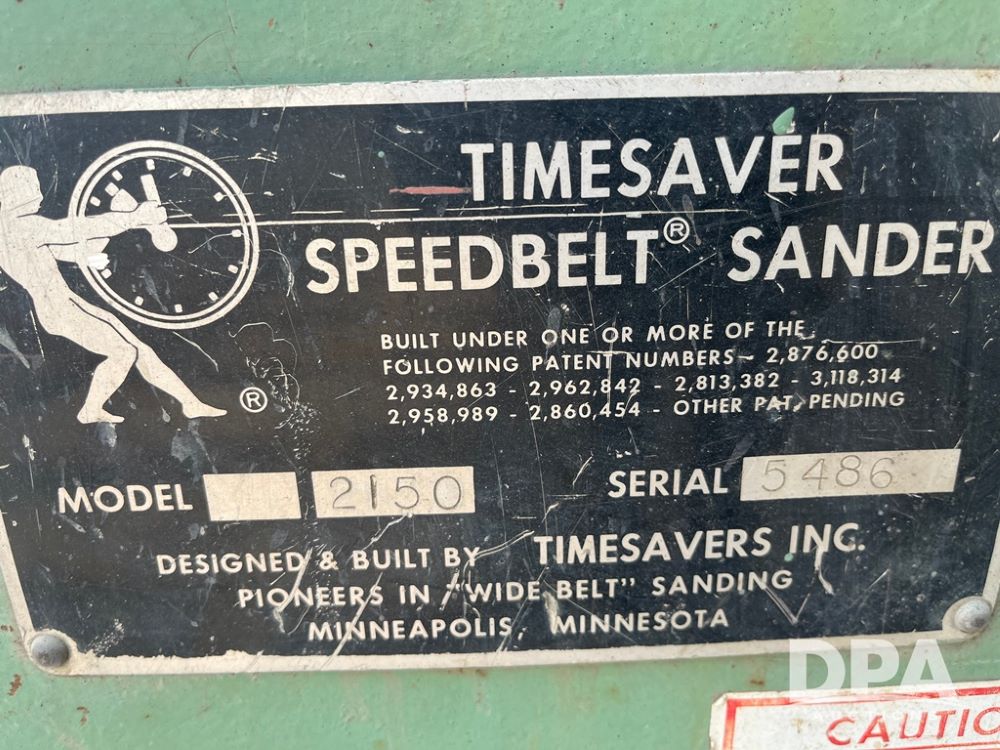 TIMESAVER
SPEEDBELT® SANDER
BUILT UNDER ONE OR MORE OF THE
FOLLOWING PATENT NUMBERS - 2,876,600
2,934,863 - 2,962,842 - 2,813,382 - 3,118,314
2,958,989 - 2,860,454 - OTHER PAT. PENDING
®
MODEL 2150 SERIAL 5486
DESIGNED & BUILT BY TIMESAVERS INC.
PIONEERS IN "WIDE BELT" SANDING
MINNEAPOLIS, MINNESOTA
DPA
CAUTIO